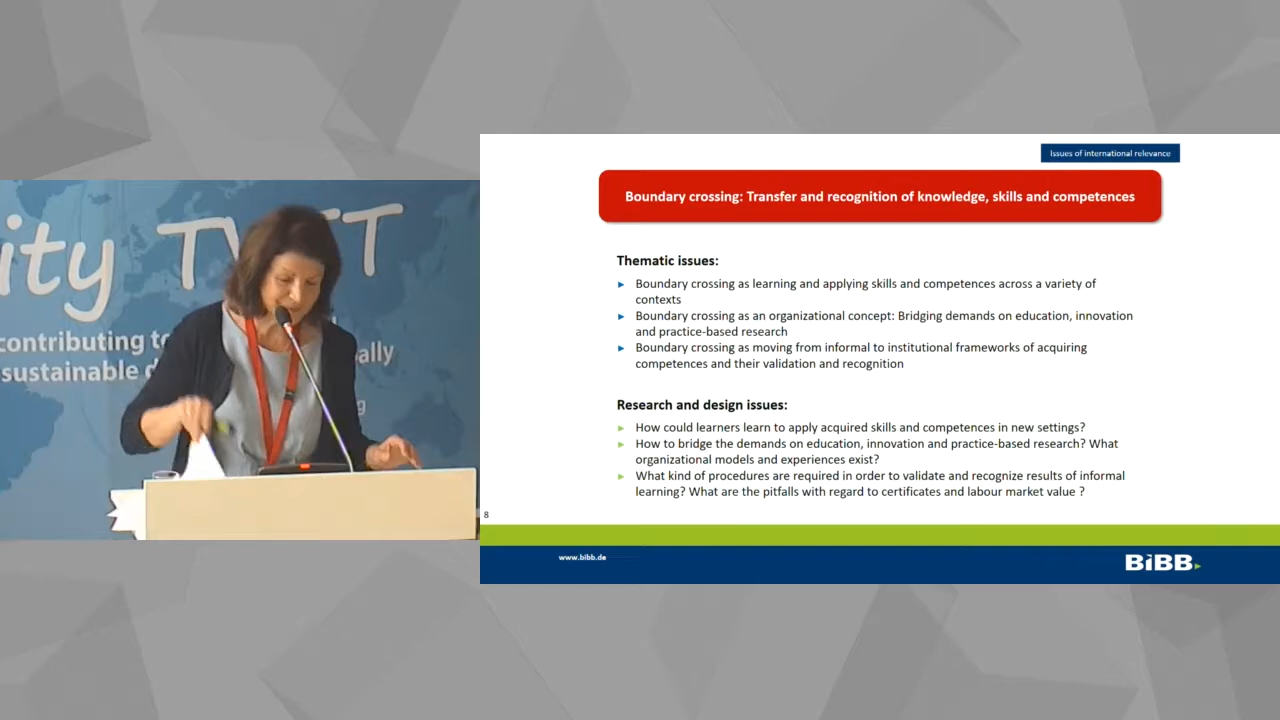 ity TVET
contributing to
ally
sustainable d
Issues of international relevance
Boundary crossing: Transfer and recognition of knowledge, skills and competences
Thematic issues:
Boundary crossing as learning and applying skills and competences across a variety of
contexts
Boundary crossing as an organizational concept: Bridging demands on education, innovation
and practice-based research
Boundary crossing as moving from informal to institutional frameworks of acquiring
competences and their validation and recognition
Research and design issues:
How could learners learn to apply acquired skills and competences in new settings?
How to bridge the demands on education, innovation and practice-based research? What
organizational models and experiences exist?
What kind of procedures are required in order to validate and recognize results of informal
learning? What are the pitfalls with regard to certificates and labour market value ?
8
www.bibb.de
BiBB